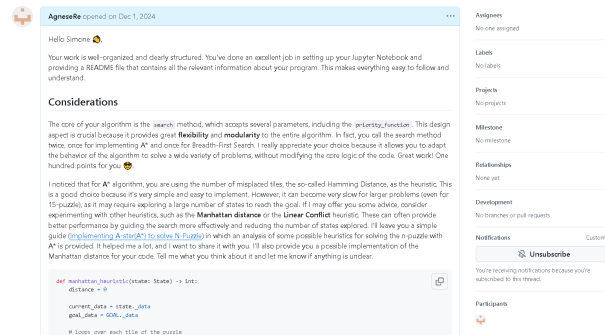 AgneseRe opened on Dec 1, 2024
Hello Simone
Your work is well-organized and clearly structured. You've done an excellent job in setting up your Jupyter Notebook and
providing a README file that contains all the relevant information about your program. This makes everything easy to follow and
understand.
Considerations
The core of your algorithm is the search method, which accepts several parameters, including the priority_function. This design
aspect is crucial because it provides great flexibility and modularity to the entire algorithm. In fact, you call the search method
twice, once for implementing A* and once for Breadth-First Search. I really appreciate your choice because it allows you to adapt
the behavior of the algorithm to solve a wide variety of problems, without modifying the core logic of the code. Great work! One
hundred points for you
I noticed that for A* algorithm, you are using the number of misplaced tiles, the so-called Hamming Distance, as the heuristic. This
is a good choice because it's very simple and easy to implement. However, it can become very slow for larger problems (even for
15-puzzle), as it may require exploring a large number of states to reach the goal. If I may offer you some advice, consider
experimenting with other heuristics, such as the Manhattan distance or the Linear Conflict heuristic. These can often provide
better performance by guiding the search more effectively and reducing the number of states explored. I'll leave you a simple
guide (Implementing A-star(A*) to solve N-Puzzle) in which an analysis of some possible heuristics for solving the n-puzzle with
A* is provided. It helped me a lot, and I want to share it with you. I'll also provide you a possible implementation of the
Manhattan distance for your code. Tell me what you think about it and let me know if anything is unclear.
def manhattan_heuristic(state: State) -> int:
distance = 0
current_data = state._data
goal_data = GOAL._data
# Loops over each tile of the puzzle
Assignees
No one assigned
Labels
No labels
Projects
No projects
Milestone
No milestone
Relationships
None yet
Development
No branches or pull requests
Notifications Custom
Unsubscribe
You're receiving notifications because you're
subscribed to this thread.
Participants